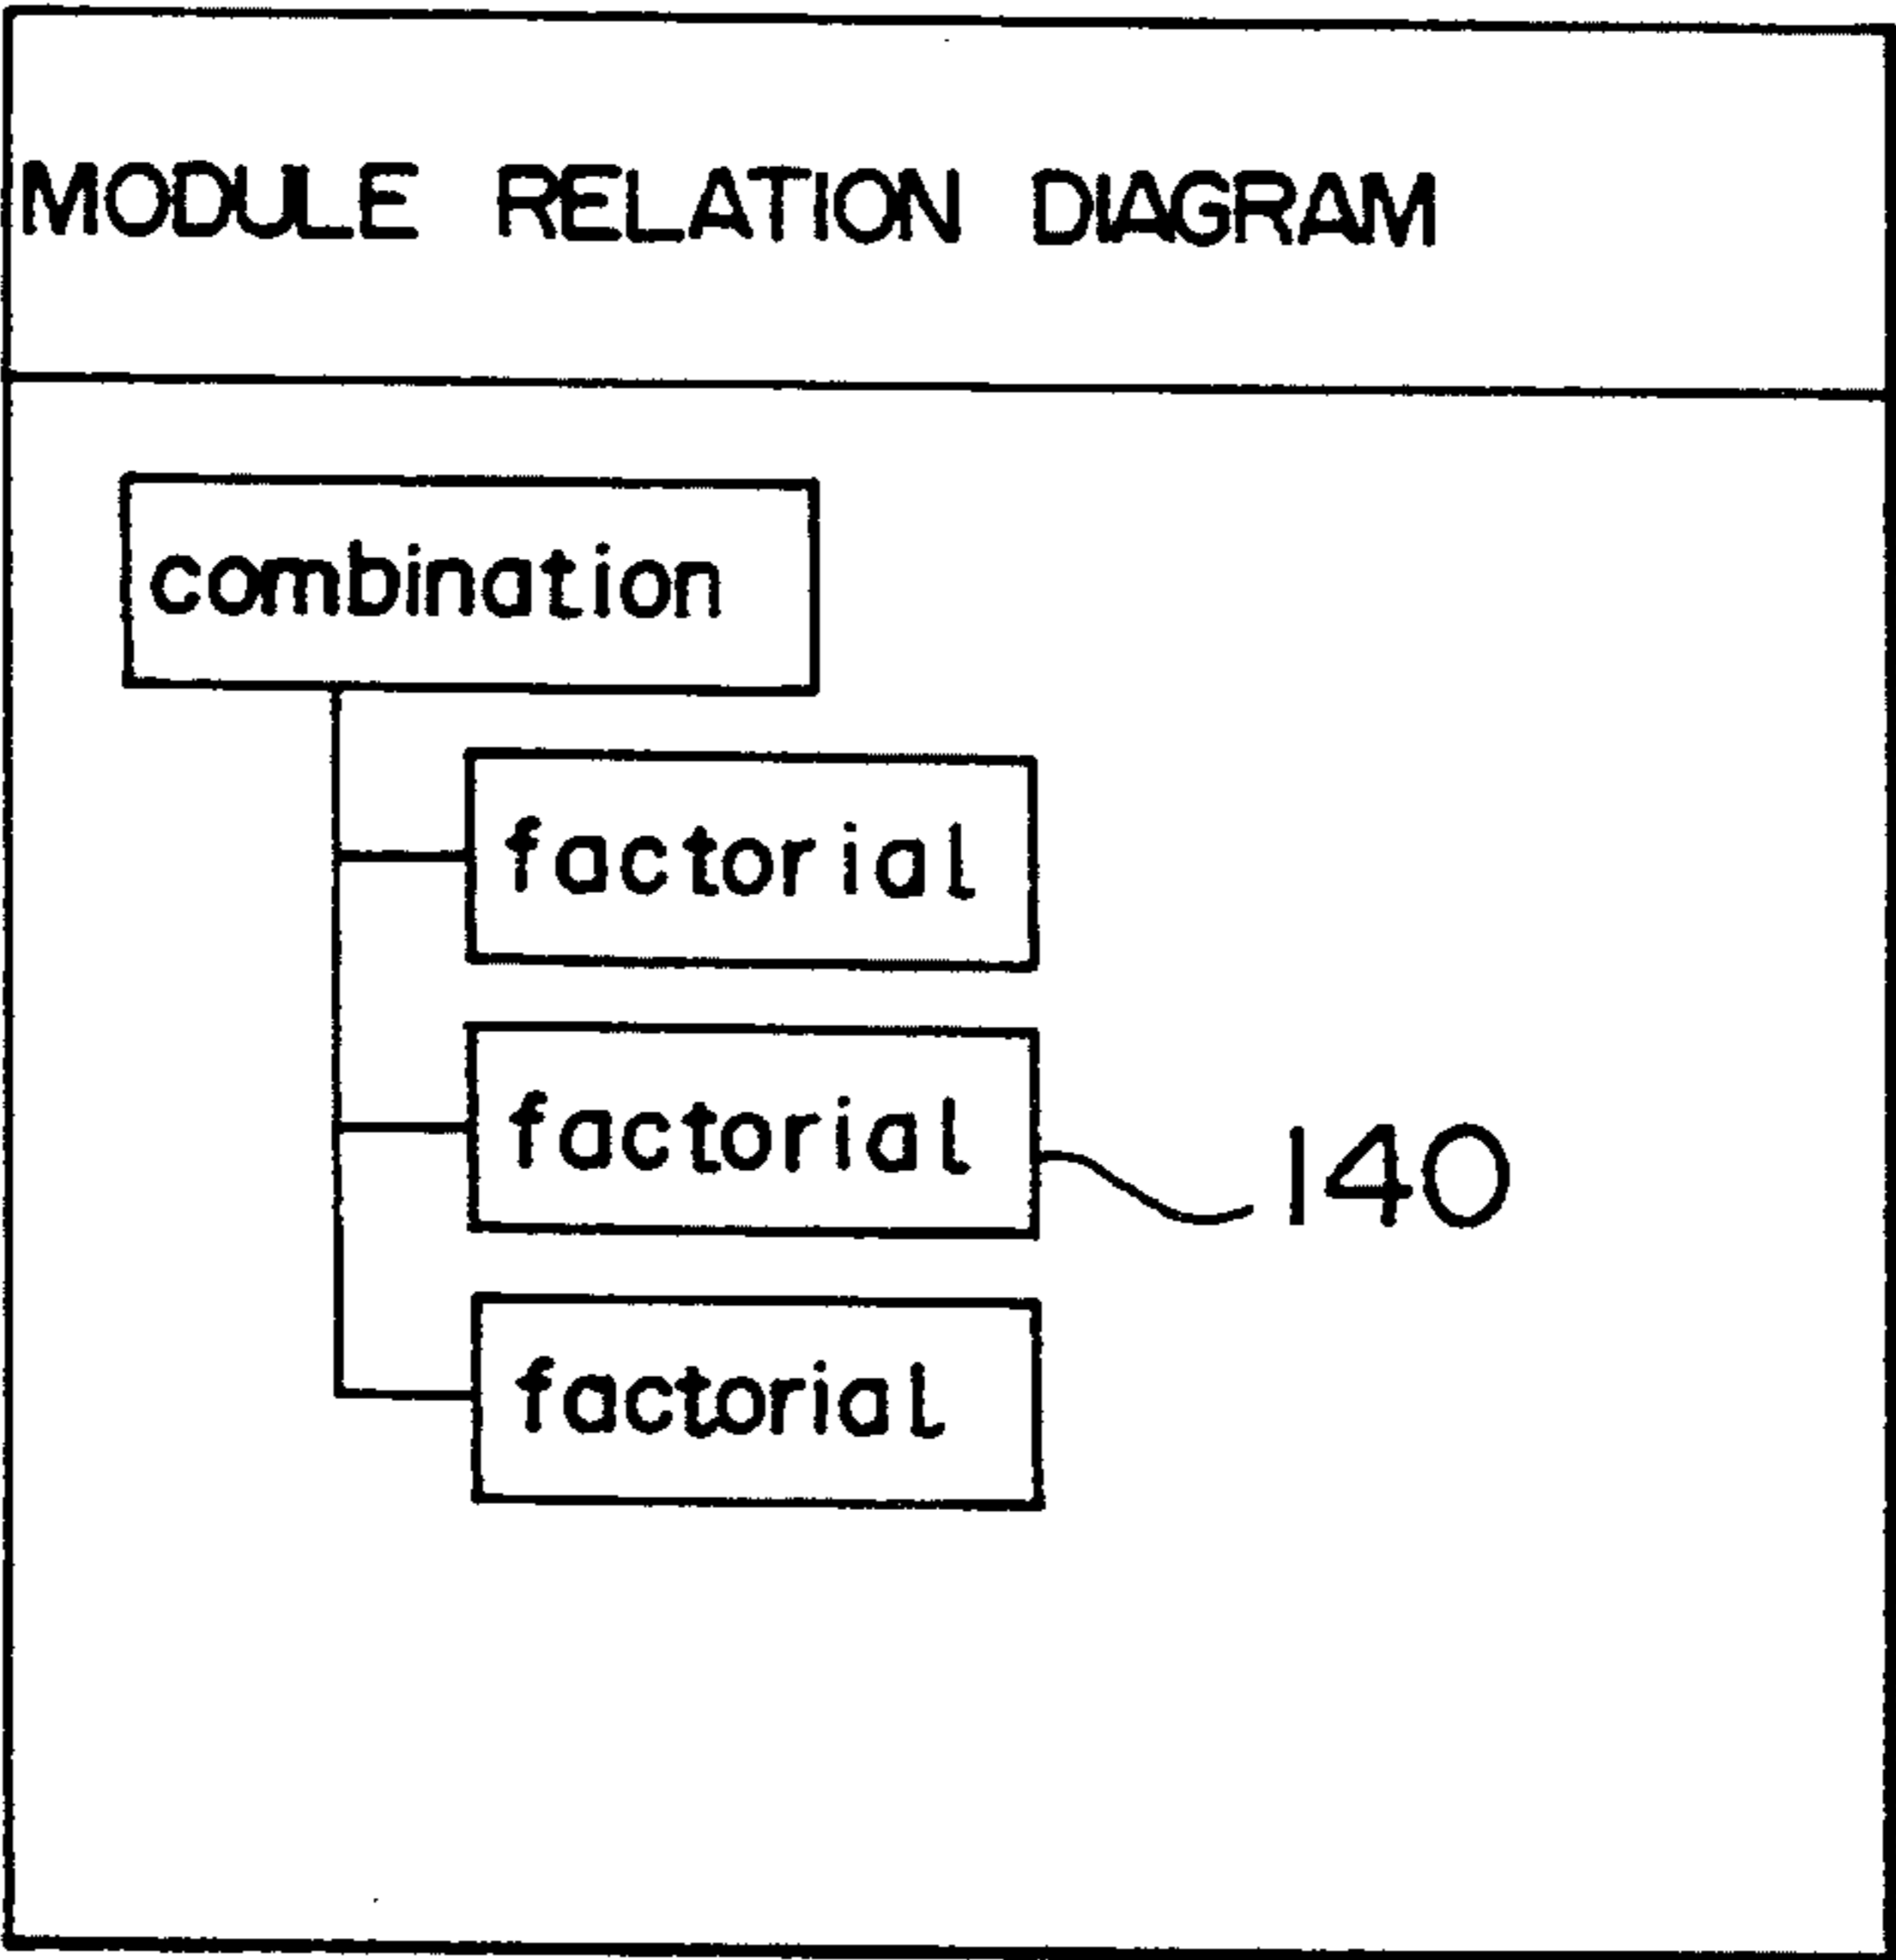 MODULE RELATION DIAGRAM
combination
factorial
factorial
140
factorial